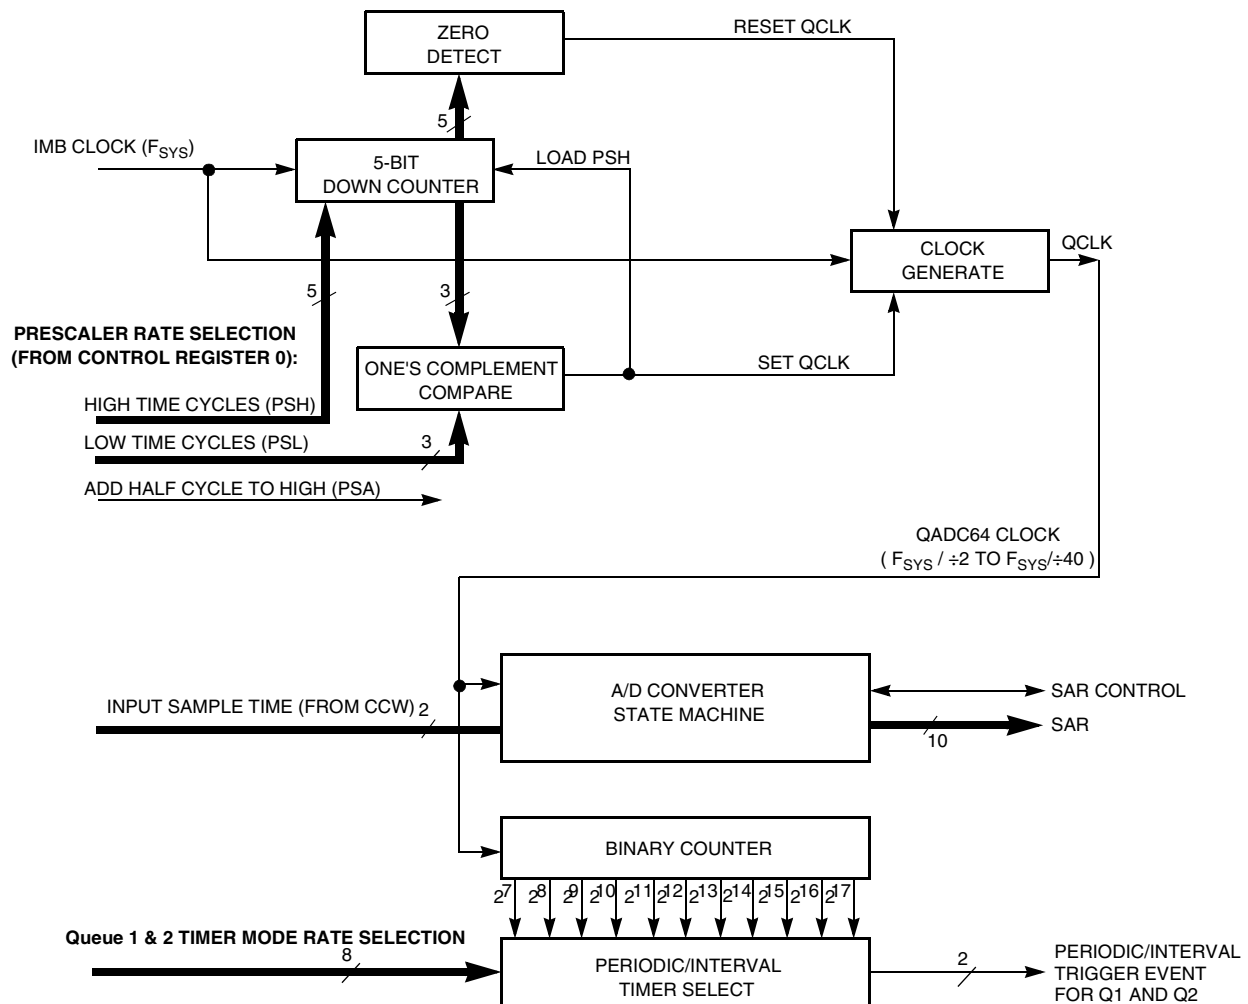 ZERO
DETECT
RESET QCLK
5
IMB CLOCK (FSYS)
5-BIT
DOWN COUNTER
LOAD PSH
CLOCK
GENERATE
QCLK
5
3
PRESCALER RATE SELECTION
(FROM CONTROL REGISTER 0):
ONE'S COMPLEMENT
COMPARE
SET QCLK
HIGH TIME CYCLES (PSH)
LOW TIME CYCLES (PSL)
3
ADD HALF CYCLE TO HIGH (PSA)
QADC64 CLOCK
( FSYS / ÷2 TO FSYS/÷40 )
A/D CONVERTER
STATE MACHINE
INPUT SAMPLE TIME (FROM CCW)
2
SAR CONTROL
SAR
10
BINARY COUNTER
27 28 29 210 211 212 213 214 215 216 217
Queue 1 & 2 TIMER MODE RATE SELECTION
8
PERIODIC/INTERVAL
TIMER SELECT
2
PERIODIC/INTERVAL
TRIGGER EVENT
FOR Q1 AND Q2